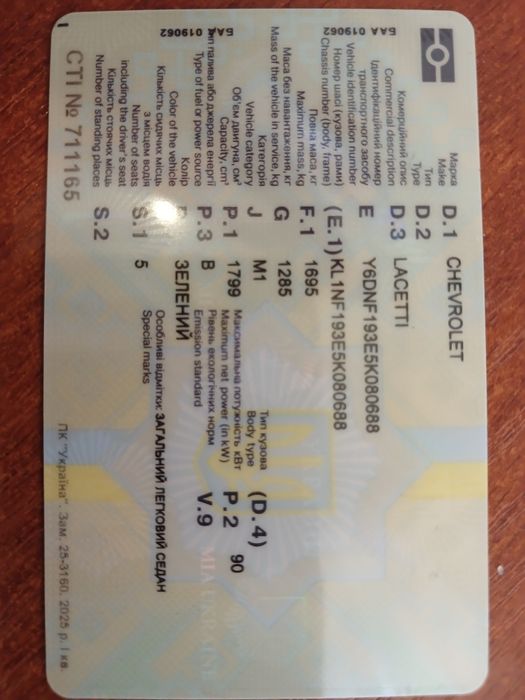 БАА 019062
БАА 019062
Марка D.1 CHEVROLET
Make
Тип D.2
Type
Комерційний опис D.3 LACETTI
Commercial description
Ідентифікаційний номер E Y6DNF193E5K080688
транспортного засобу
Vehicle identification number
Номер шасі (кузова, рами) (E.1) KL1NF193E5K080688
Chassis number (body, frame)
Повна маса, кг F.1 1695
Maximum mass, kg
Маса без навантаження, кг G 1285
Mass of the vehicle in service, kg
Категорія J M1 Тип кузова (D.4)
Vehicle category Body type
Об'єм двигуна, см³ P.1 1799 Максимальна потужність кВт P.2 90
Capacity, cm³ Maximum net power (in kW)
Тип палива або джерела енергії P.3 B Рівень екологічних норм V.9
Type of fuel or power source Emission standard
Колір ЗЕЛЕНИЙ
Color of the vehicle
Кількість сидячих місць S.1 5 Особливі відмітки: ЗАГАЛЬНИЙ ЛЕГКОВИЙ СЕДАН
з місцем водія Special marks
Number of seats
including the driver's seat
Кількість стоячих місць S.2
Number of standing places
СТІ № 711165
ПК "Україна". Зам. 25-3160. 2025 р. І кв.